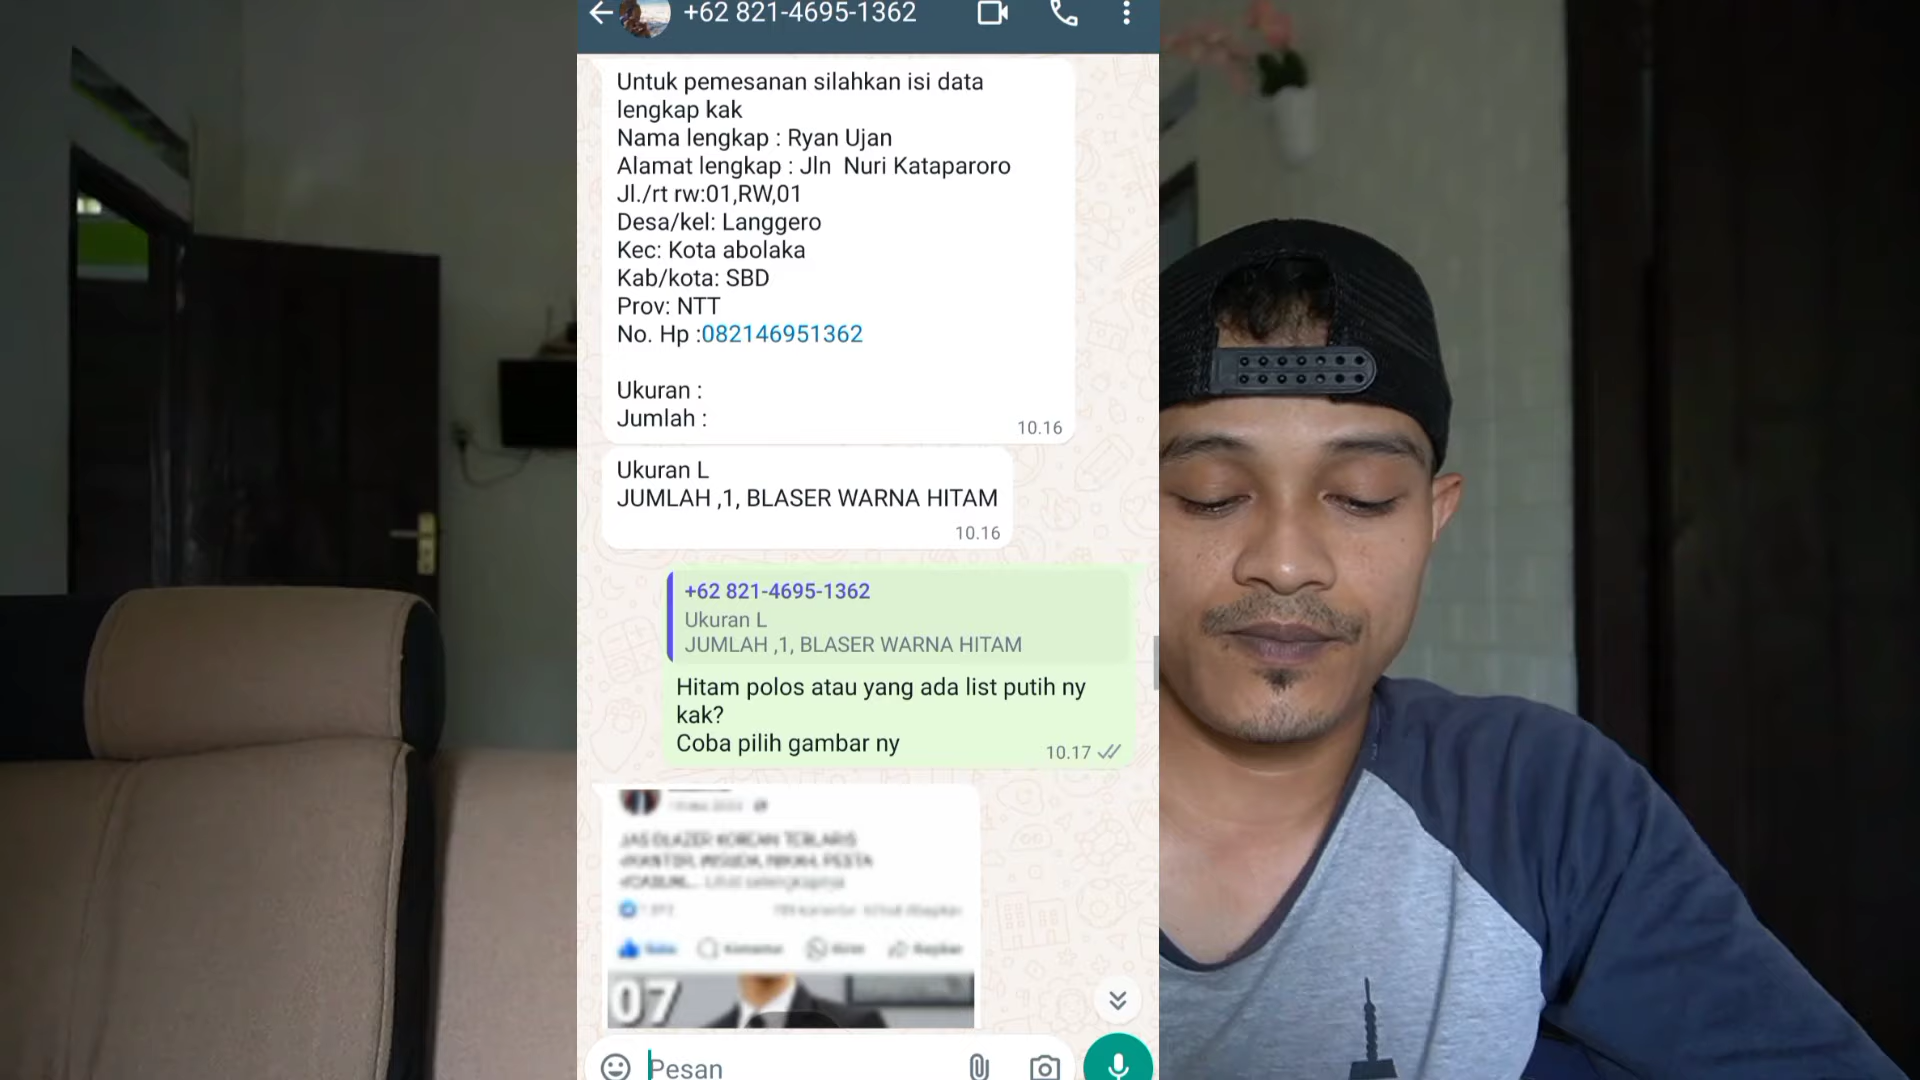 +62 821-4695-1362
Untuk pemesanan silahkan isi data
lengkap kak
Nama lengkap : Ryan Ujan
Alamat lengkap : Jln  Nuri Kataparoro
Jl./rt rw:01,RW,01
Desa/kel: Langgero
Kec: Kota abolaka
Kab/kota: SBD
Prov: NTT
No. Hp :082146951362
Ukuran :
Jumlah :
10.16
Ukuran L
JUMLAH ,1, BLASER WARNA HITAM
10.16
+62 821-4695-1362
Ukuran L
JUMLAH ,1, BLASER WARNA HITAM
Hitam polos atau yang ada list putih ny
kak?
Coba pilih gambar ny
10.17
07
Pesan